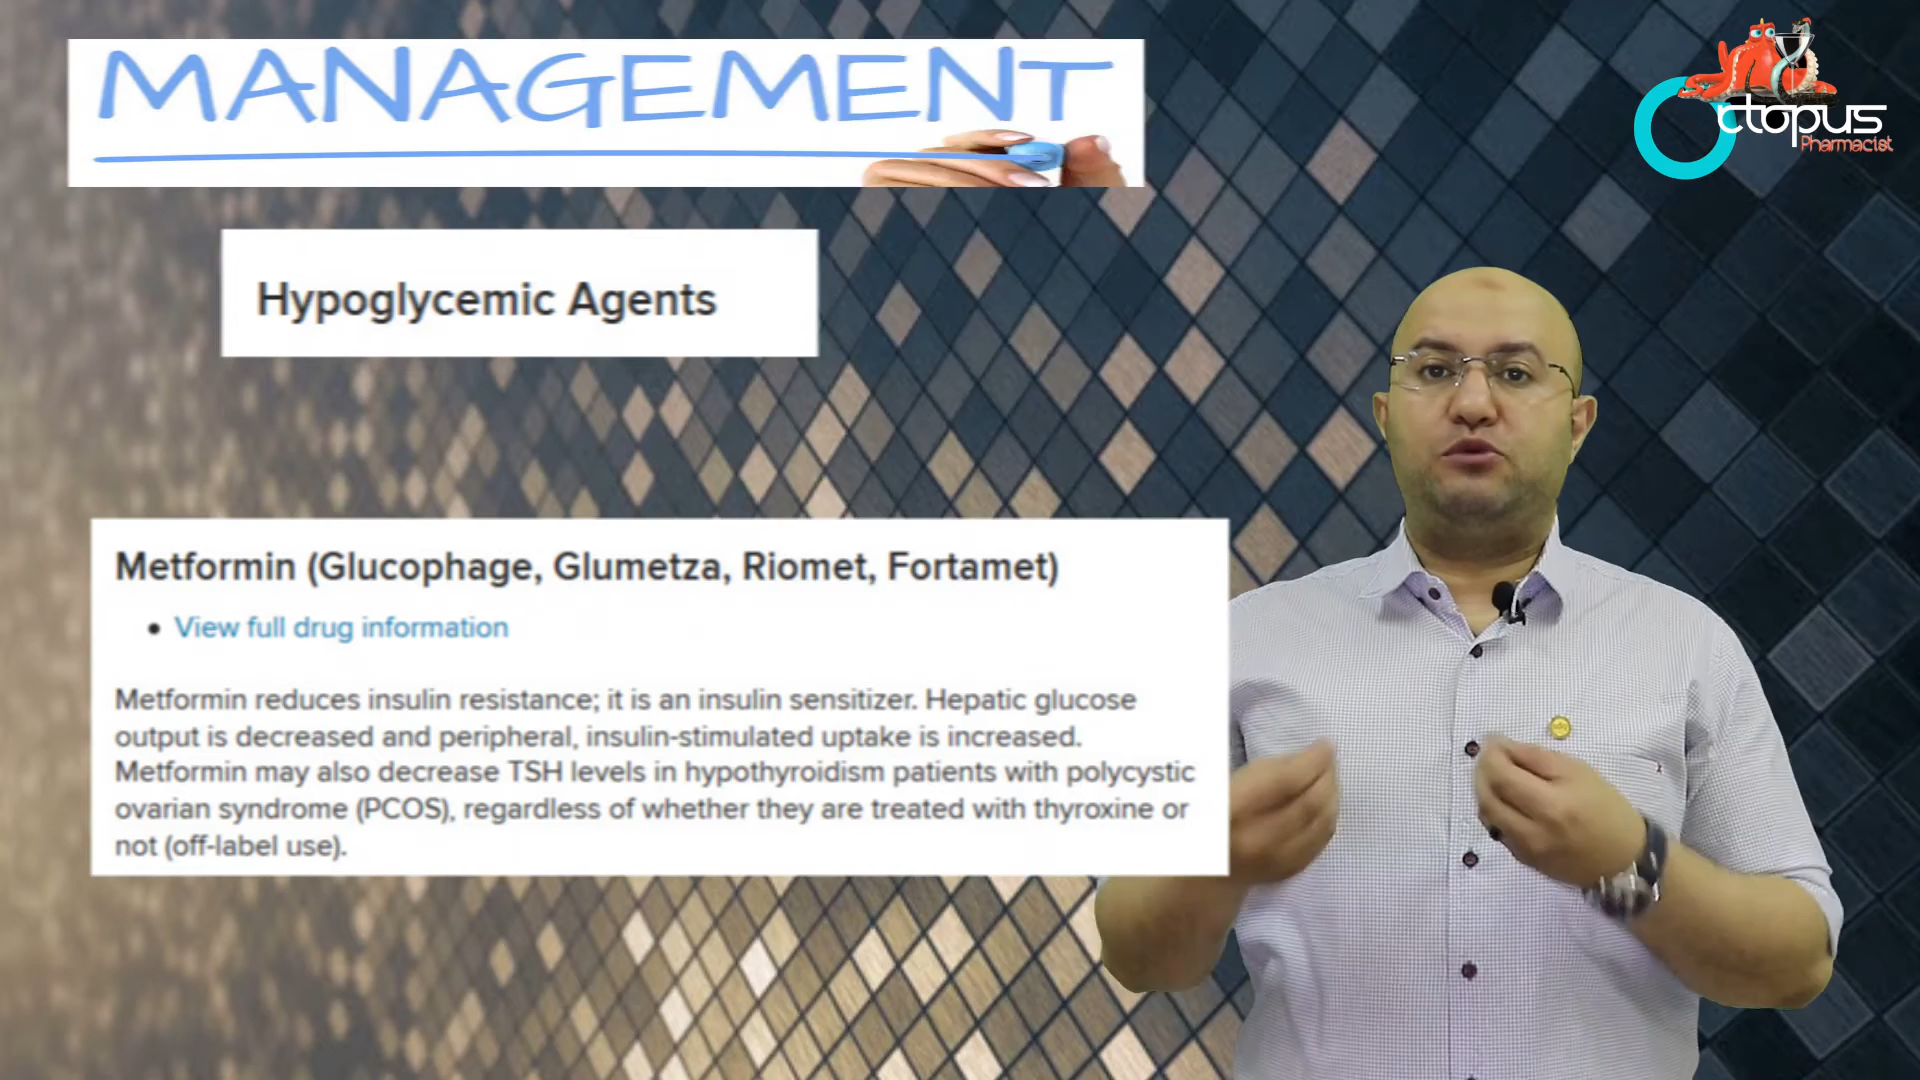 MANAGEMENT
Octopus
Pharmacist
Hypoglycemic Agents
Metformin (Glucophage, Glumetza, Riomet, Fortamet)
• View full drug information
Metformin reduces insulin resistance; it is an insulin sensitizer. Hepatic glucose
output is decreased and peripheral, insulin-stimulated uptake is increased.
Metformin may also decrease TSH levels in hypothyroidism patients with polycystic
ovarian syndrome (PCOS), regardless of whether they are treated with thyroxine or
not (off-label use).